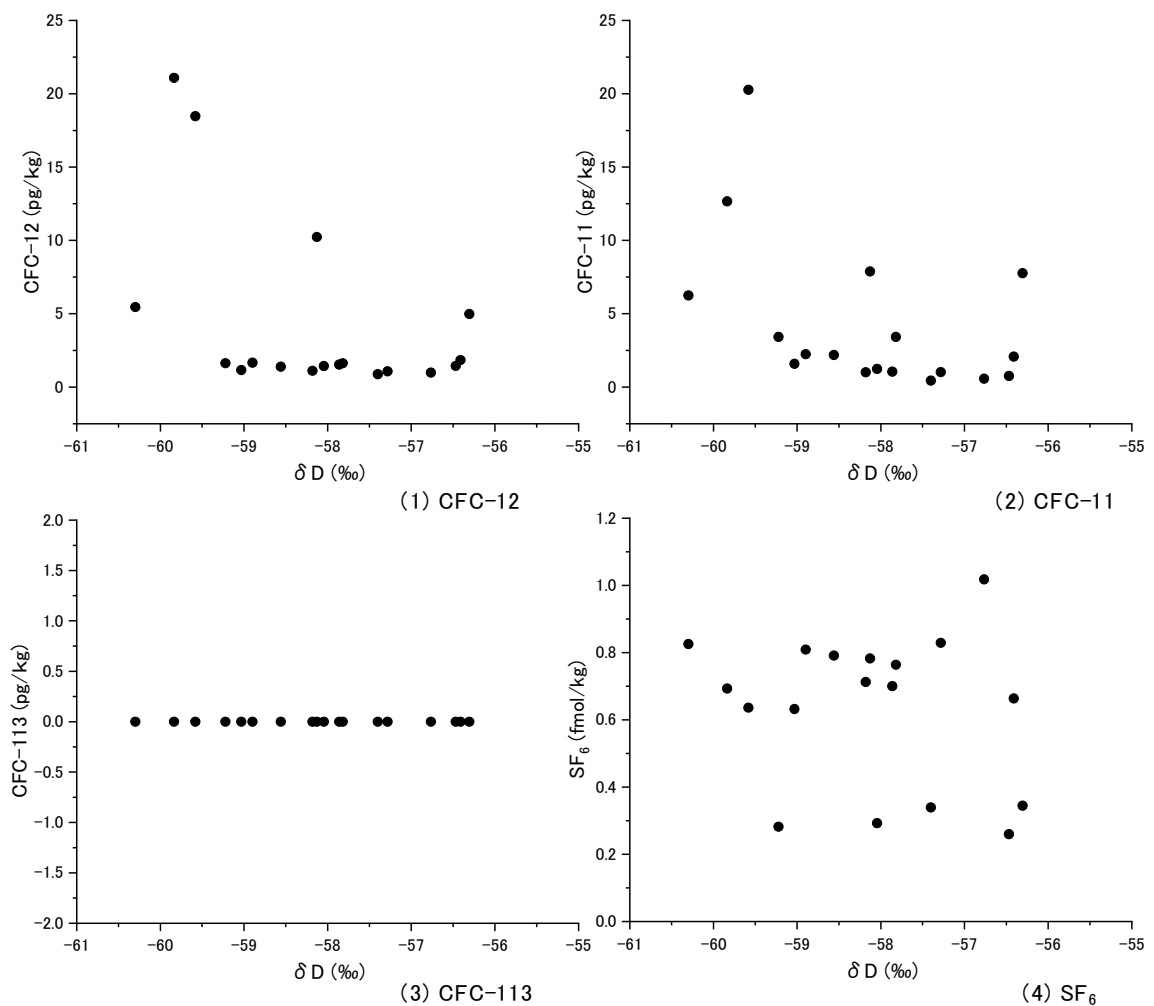 25
20
15
10
5
0
CFC-12 (pg/kg)
-61 -60 -59 -58 -57 -56 -55
δD (‰)
(1) CFC-12
25
20
15
10
5
0
CFC-11 (pg/kg)
-61 -60 -59 -58 -57 -56 -55
δD (‰)
(2) CFC-11
2.0
1.5
1.0
0.5
0.0
-0.5
-1.0
-1.5
-2.0
CFC-113 (pg/kg)
-61 -60 -59 -58 -57 -56 -55
δD (‰)
(3) CFC-113
1.2
1.0
0.8
0.6
0.4
0.2
0.0
SF₆ (fmol/kg)
-61 -60 -59 -58 -57 -56 -55
δD (‰)
(4) SF₆